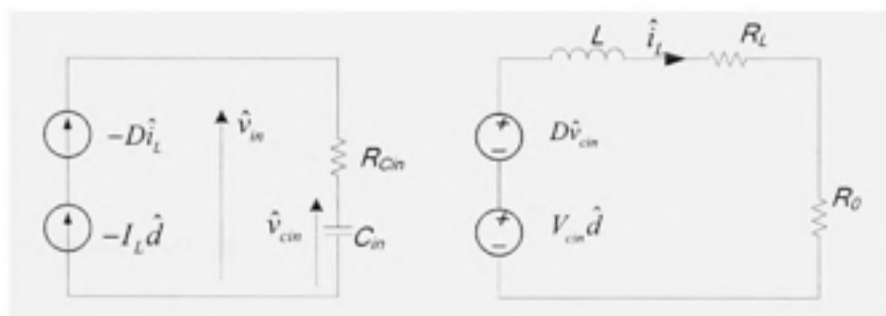 L
î_L
R_L
−Dî_L
v̂_in
R_Cin
−I_L d̂
v̂_cin
C_in
+
−
Dv̂_cin
+
−
V_cin d̂
R_0